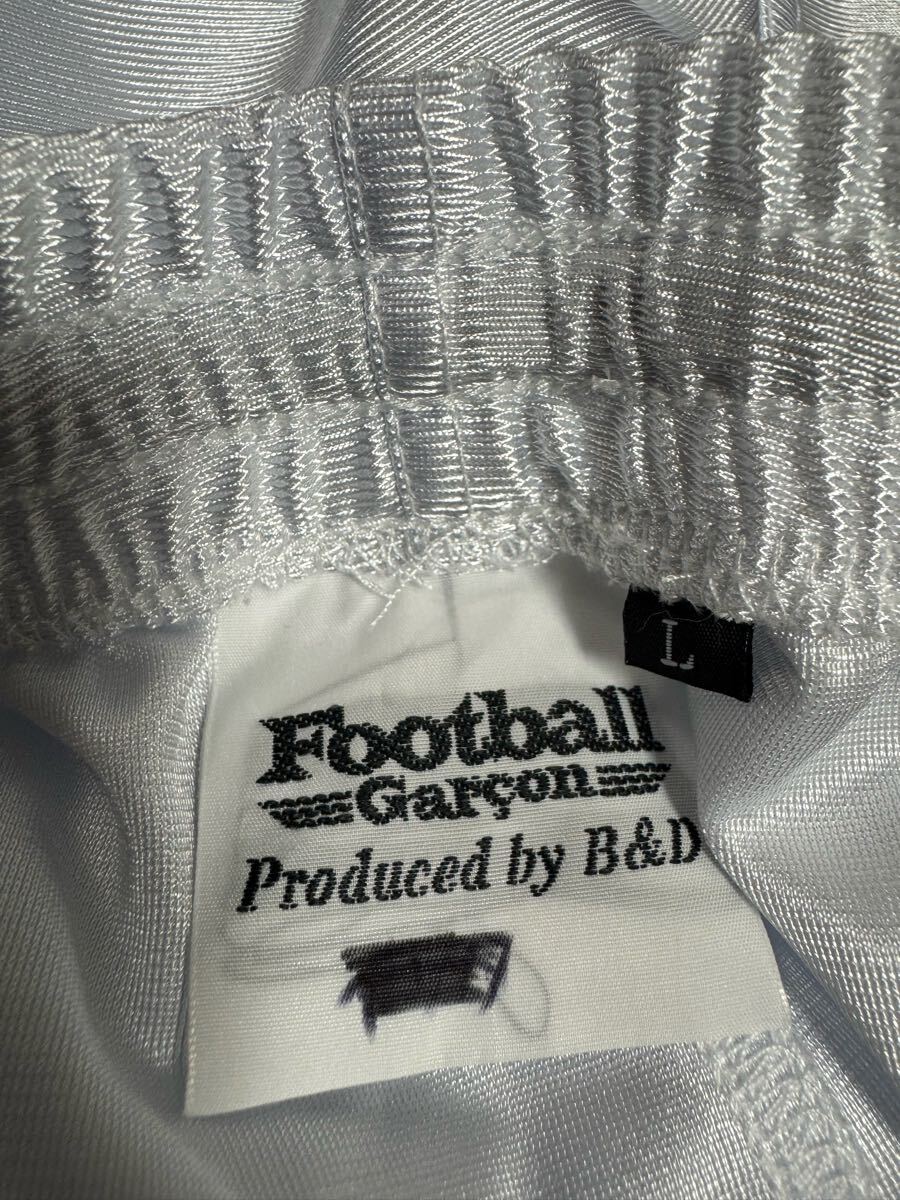 L
Football
Garçon
Produced by B&D